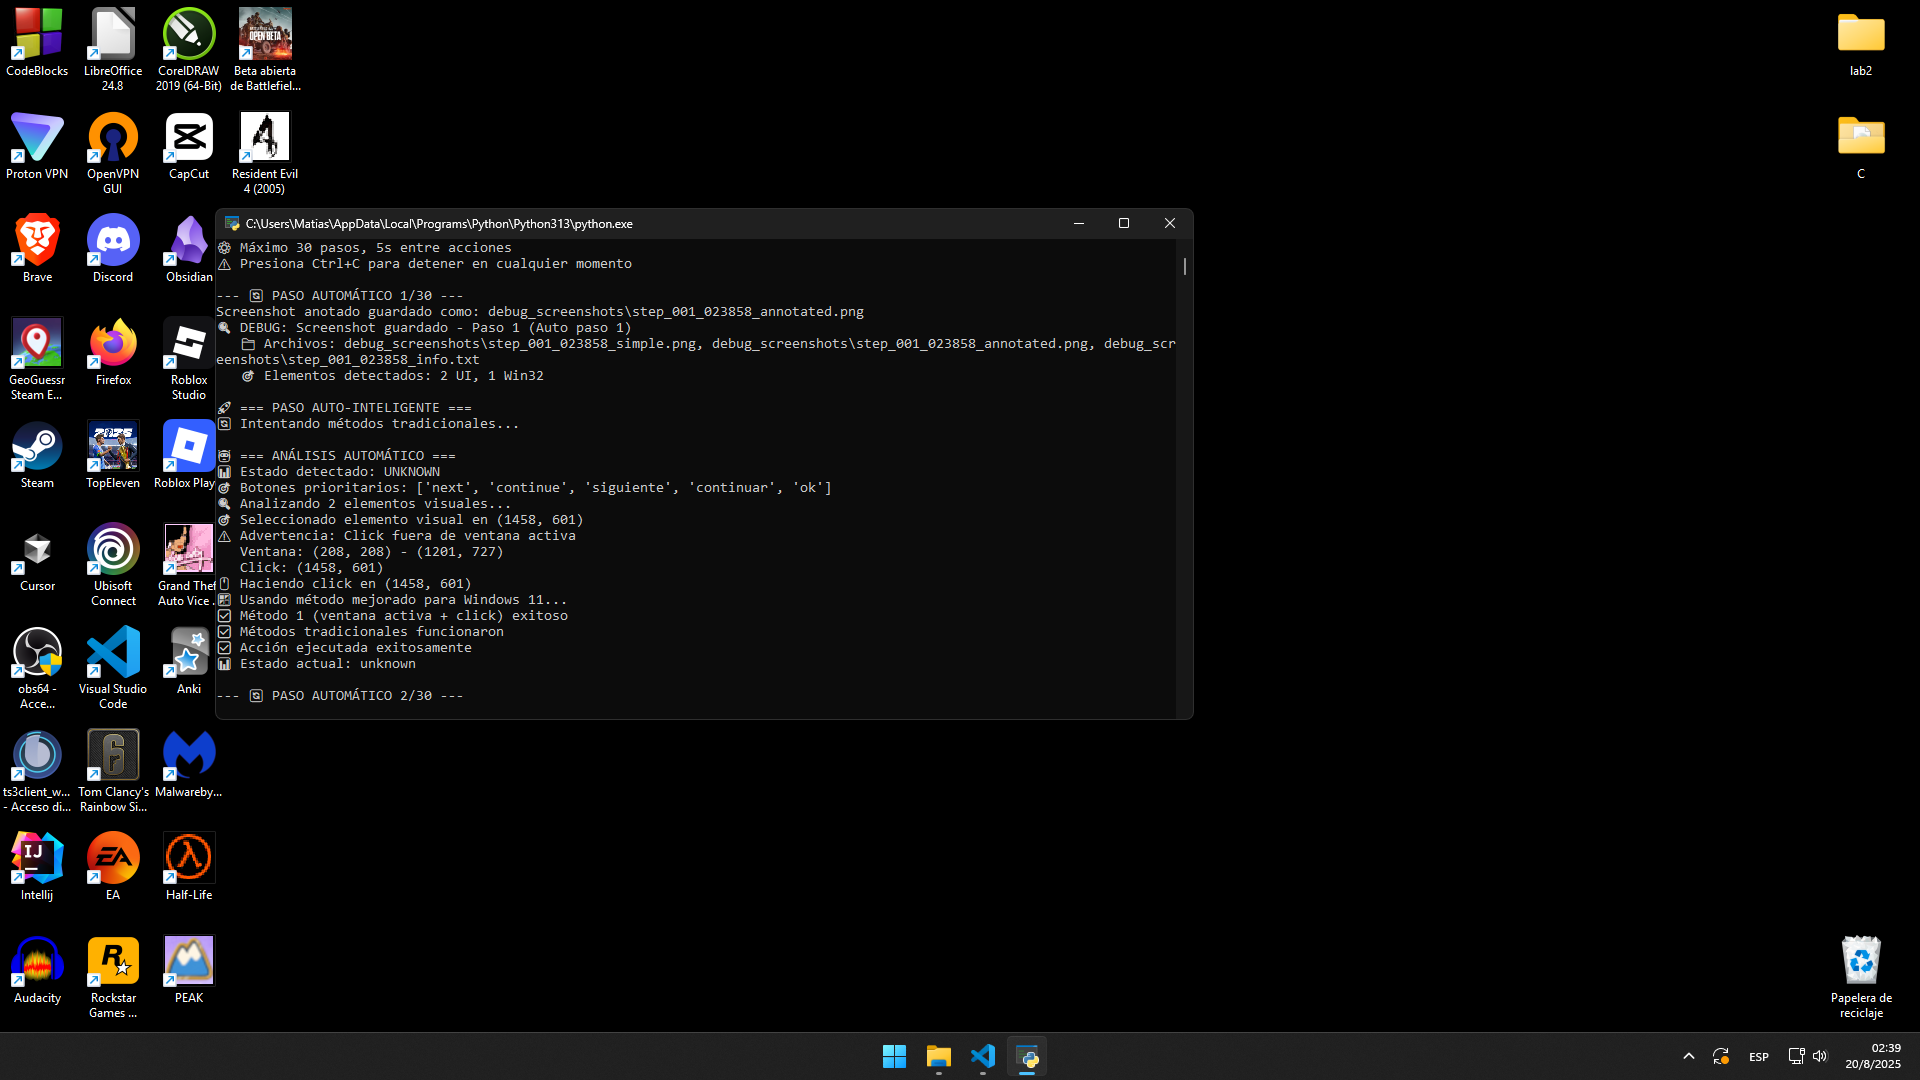 CodeBlocks
LibreOffice
24.8
CorelDRAW
2019 (64-Bit)
OPEN BETA
Beta abierta
de Battlefiel...
lab2
Proton VPN
OpenVPN
GUI
CapCut
Resident Evil
4 (2005)
C
Brave
Discord
Obsidian
GeoGuessr
Steam E...
Firefox
Roblox
Studio
Steam
TopEleven
Roblox Play
Cursor
Ubisoft
Connect
Grand Thef
Auto Vice .
obs64 -
Acce...
Visual Studio
Code
Anki
ts3client_w...
- Acceso di...
Tom Clancy's
Rainbow Si...
Malwareby...
IJ
Intellij
EA
EA
Half-Life
Audacity
Rockstar
Games ...
PEAK
Papelera de
reciclaje
C:\Users\Matias\AppData\Local\Programs\Python\Python313\python.exe
Máximo 30 pasos, 5s entre acciones
Presiona Ctrl+C para detener en cualquier momento
--- PASO AUTOMÁTICO 1/30 ---
Screenshot anotado guardado como: debug_screenshots\step_001_023858_annotated.png
DEBUG: Screenshot guardado - Paso 1 (Auto paso 1)
Archivos: debug_screenshots\step_001_023858_simple.png, debug_screenshots\step_001_023858_annotated.png, debug_scr
eenshots\step_001_023858_info.txt
Elementos detectados: 2 UI, 1 Win32
=== PASO AUTO-INTELIGENTE ===
Intentando métodos tradicionales...
=== ANÁLISIS AUTOMÁTICO ===
Estado detectado: UNKNOWN
Botones prioritarios: ['next', 'continue', 'siguiente', 'continuar', 'ok']
Analizando 2 elementos visuales...
Seleccionado elemento visual en (1458, 601)
Advertencia: Click fuera de ventana activa
Ventana: (208, 208) - (1201, 727)
Click: (1458, 601)
Haciendo click en (1458, 601)
Usando método mejorado para Windows 11...
Método 1 (ventana activa + click) exitoso
Métodos tradicionales funcionaron
Acción ejecutada exitosamente
Estado actual: unknown
--- PASO AUTOMÁTICO 2/30 ---
ESP
02:39
20/8/2025